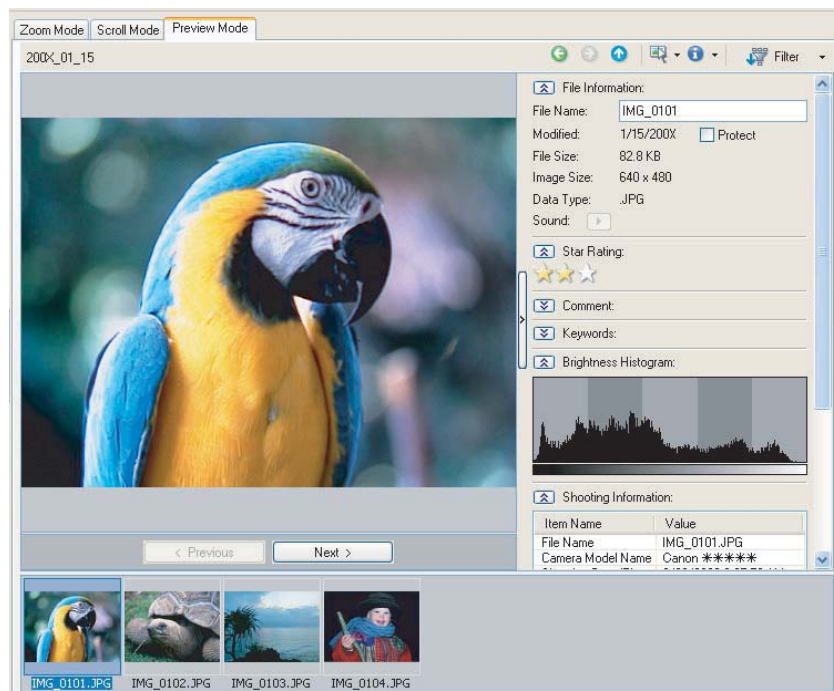 Zoom Mode Scroll Mode Preview Mode
200X_01_15
Filter
File Information:
File Name: IMG_0101
Modified: 1/15/200X Protect
File Size: 82.8 KB
Image Size: 640 x 480
Data Type: .JPG
Sound:
Star Rating:
Comment:
Keywords:
Brightness Histogram:
Shooting Information:
Item Name Value
File Name IMG_0101.JPG
Camera Model Name Canon ✳✳✳✳✳
< Previous Next >
IMG_0101.JPG IMG_0102.JPG IMG_0103.JPG IMG_0104.JPG